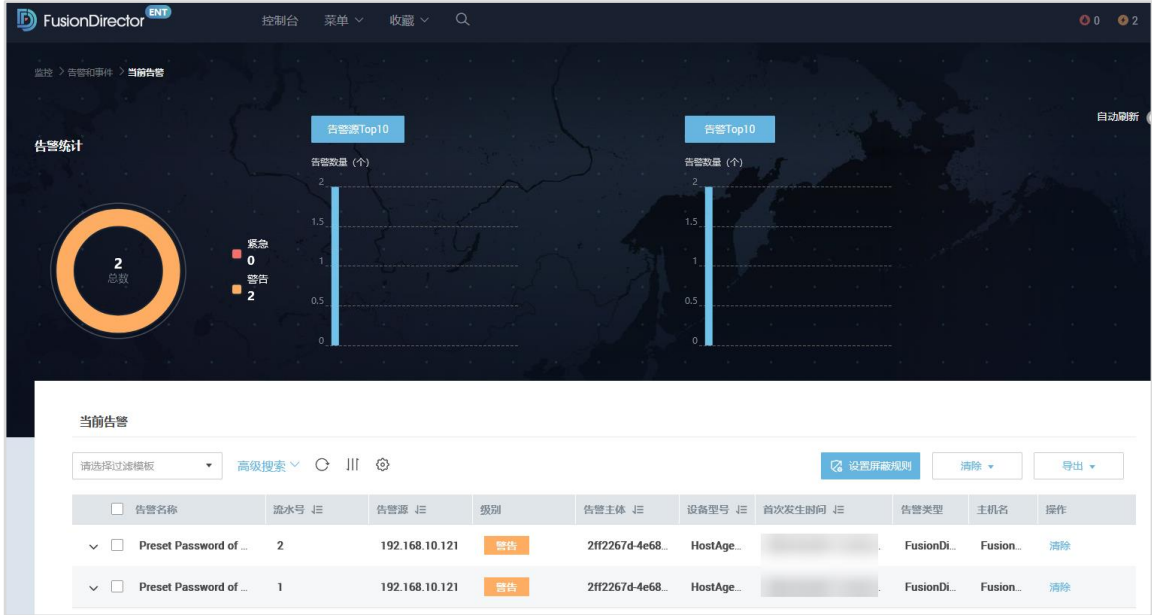 FusionDirector ENT 控制台 菜单 收藏 0 2
监控 > 告警和事件 > 当前告警
自动刷新
告警统计
2
总数
紧急
0
警告
2
告警源Top10
告警数量（个）
2
1.5
1
0.5
0
告警Top10
告警数量（个）
2
1.5
1
0.5
0
当前告警
请选择过滤模板 高级搜索 设置屏蔽规则 清除 导出
告警名称 流水号 告警源 级别 告警主体 设备型号 首次发生时间 告警类型 主机名 操作
Preset Password of ... 2 192.168.10.121 警告 2ff2267d-4e68... HostAge... FusionDi... Fusion... 清除
Preset Password of ... 1 192.168.10.121 警告 2ff2267d-4e68... HostAge... FusionDi... Fusion... 清除